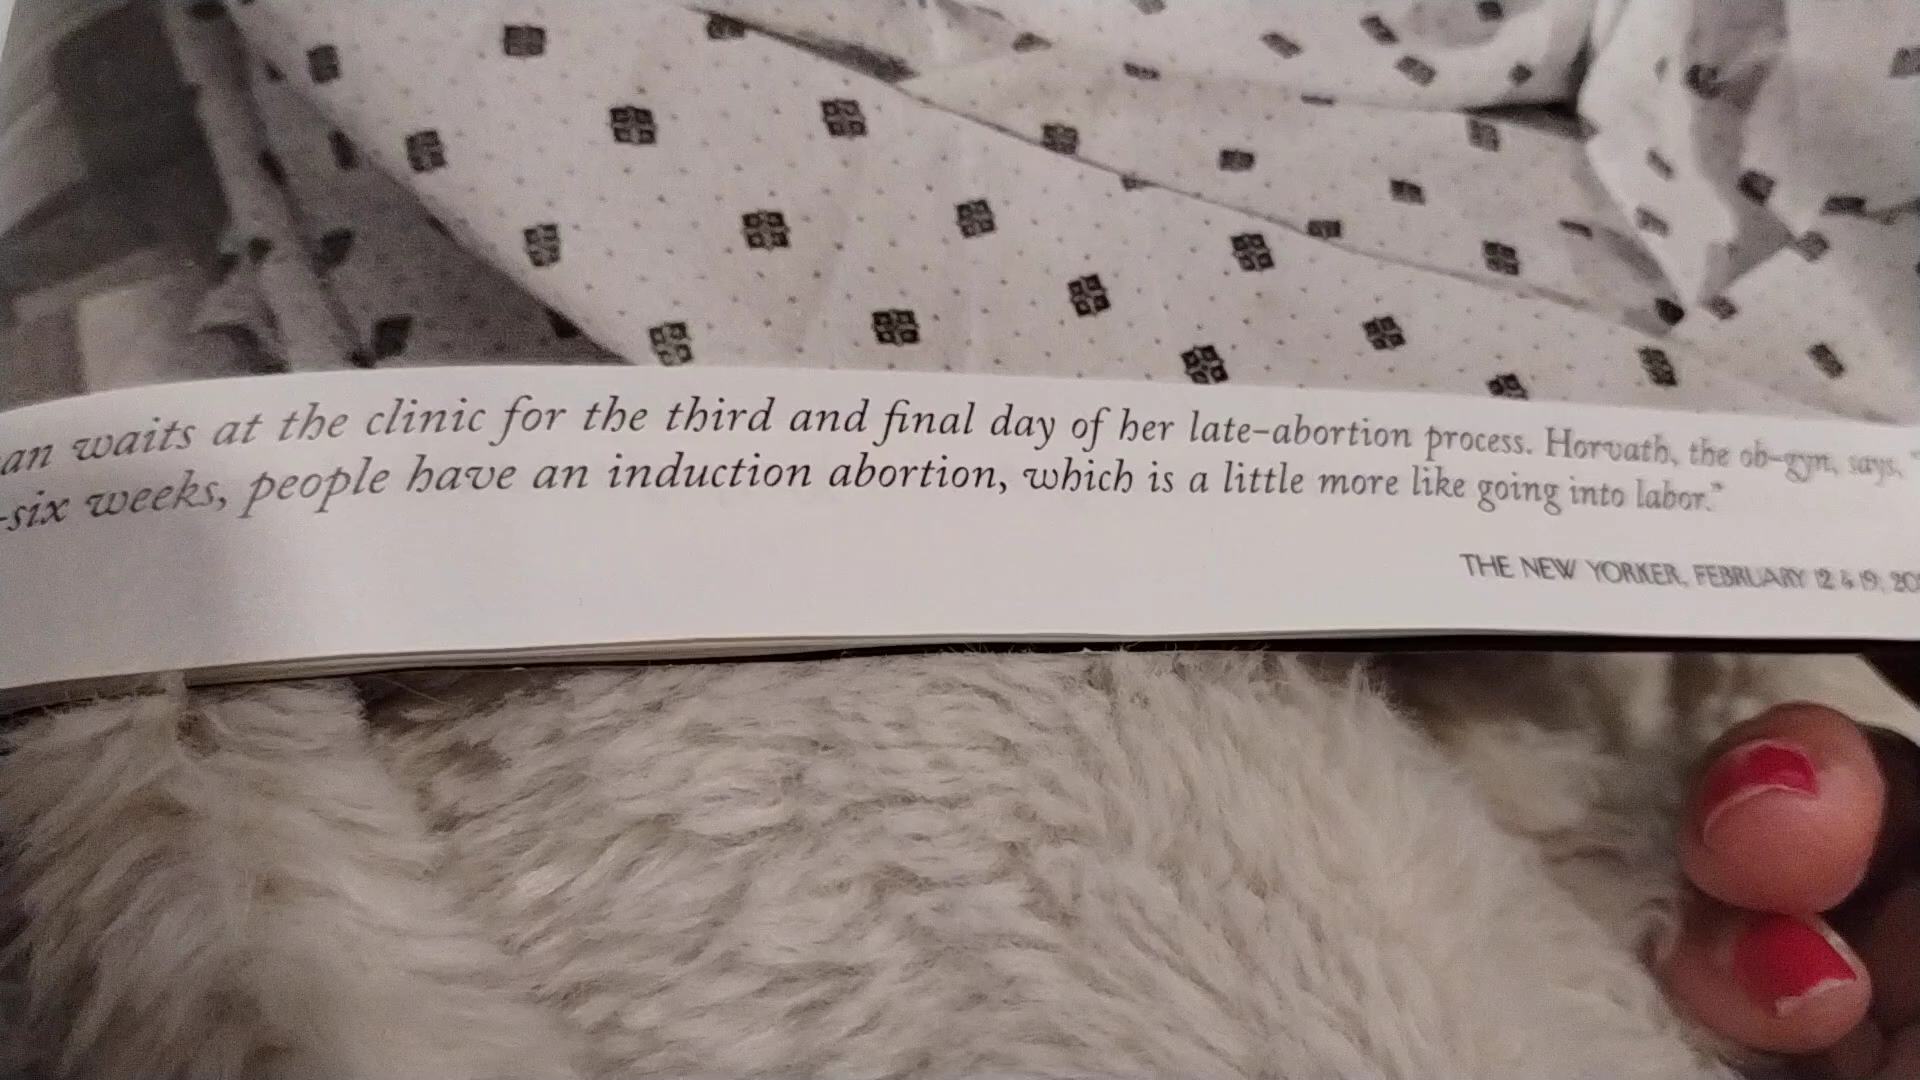 an waits at the clinic for the third and final day of her late-abortion process. Horvath, the ob-gyn, says, "
-six weeks, people have an induction abortion, which is a little more like going into labor."
THE NEW YORKER, FEBRUARY 12 & 19, 20